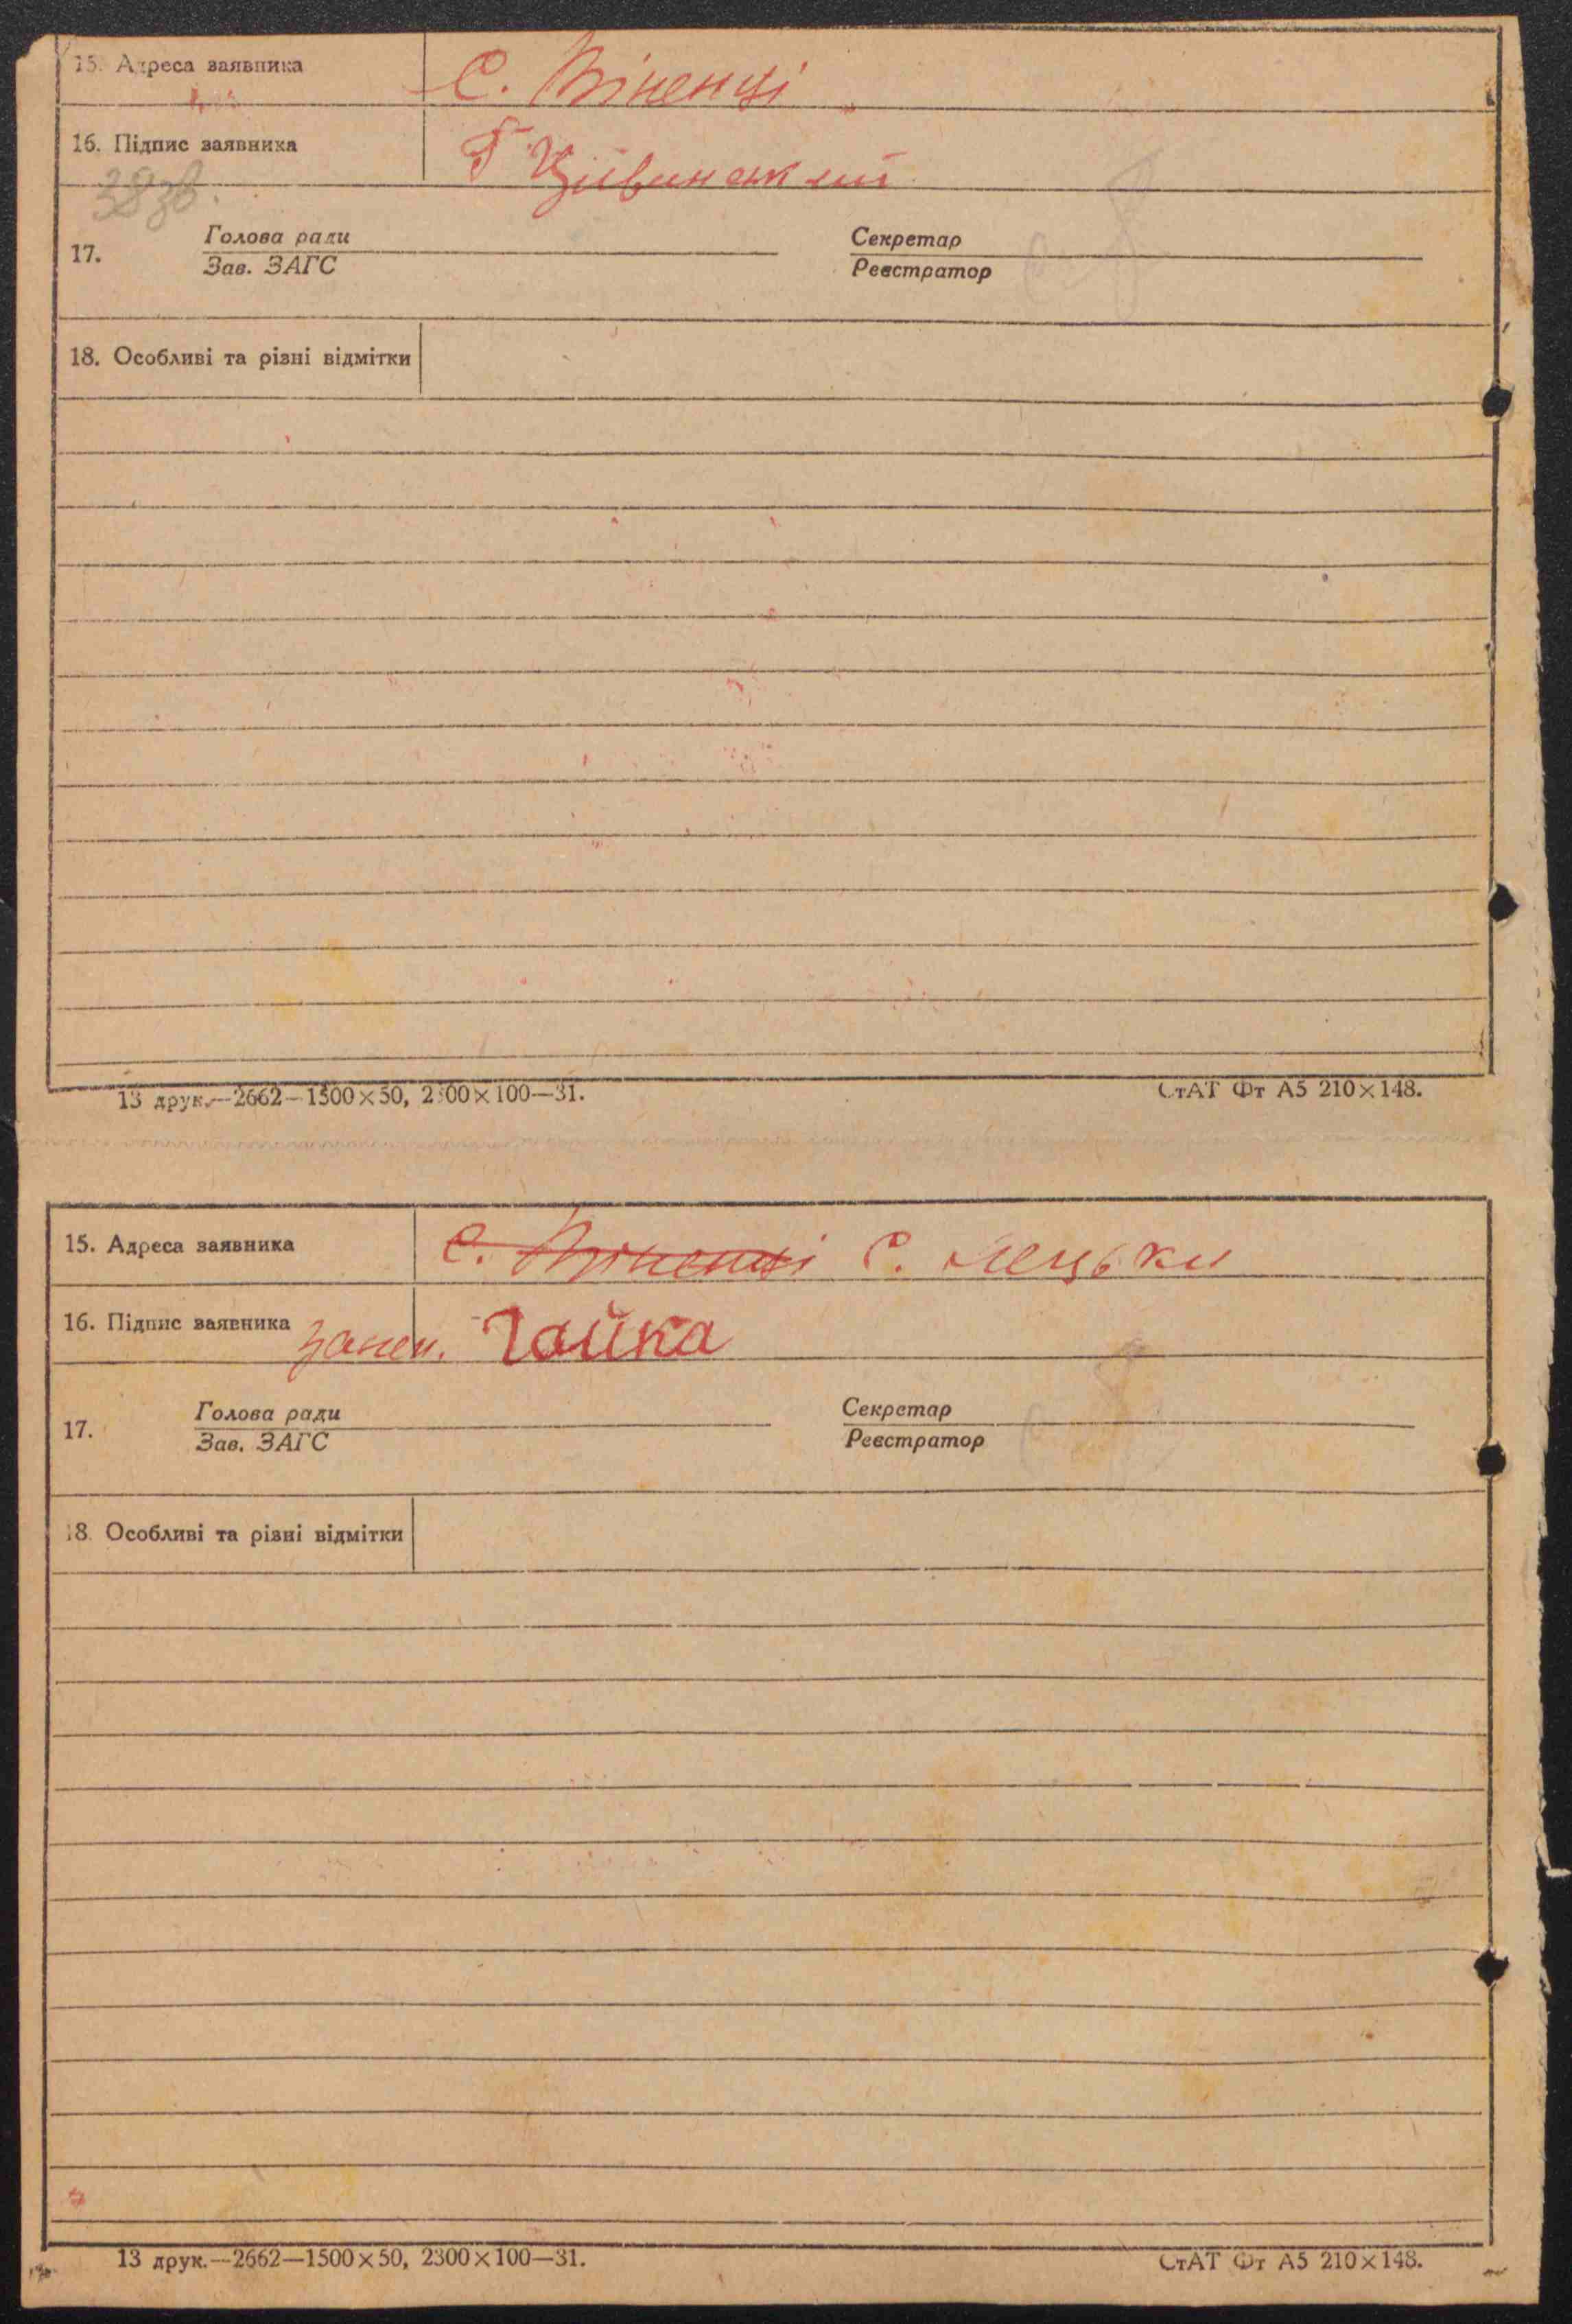 15. Адреса заявника С. Віненці
16. Підпис заявника Г Цівинський
17. Голова ради Секретар
Зав. ЗАГС Реєстратор
18. Особливі та різні відмітки
13 друк.—2662—1500×50, 2300×100—31. СтАТ Фт А5 210×148.
15. Адреса заявника С. Віненці С. Лецьки
16. Підпис заявника Чайка
17. Голова ради Секретар
Зав. ЗАГС Реєстратор
18. Особливі та різні відмітки
13 друк.—2662—1500×50, 2300×100—31. СтАТ Фт А5 210×148.